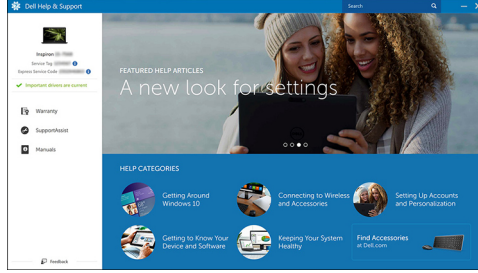 Dell Help & Support
Search
Inspiron
Service Tag
Express Service Code
Important drivers are current
Warranty
SupportAssist
Manuals
Feedback
FEATURED HELP ARTICLES
A new look for settings
HELP CATEGORIES
Getting Around
Windows 10
Connecting to Wireless
and Accessories
Setting Up Accounts
and Personalization
Getting to Know Your
Device and Software
Keeping Your System
Healthy
Find Accessories
at Dell.com